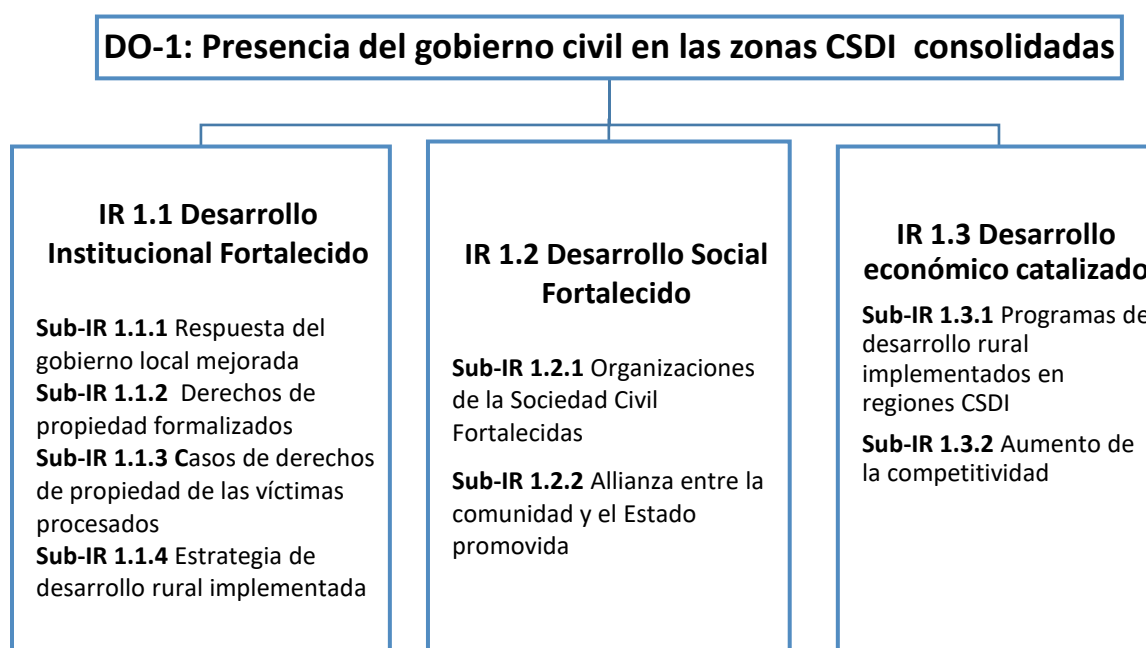 DO-1: Presencia del gobierno civil en las zonas CSDI consolidadas
IR 1.1 Desarrollo
Institucional Fortalecido
Sub-IR 1.1.1 Respuesta del
gobierno local mejorada
Sub-IR 1.1.2 Derechos de
propiedad formalizados
Sub-IR 1.1.3 Casos de derechos
de propiedad de las víctimas
procesados
Sub-IR 1.1.4 Estrategia de
desarrollo rural implementada
IR 1.2 Desarrollo Social
Fortalecido
Sub-IR 1.2.1 Organizaciones
de la Sociedad Civil
Fortalecidas
Sub-IR 1.2.2 Allianza entre la
comunidad y el Estado
promovida
IR 1.3 Desarrollo
económico catalizado
Sub-IR 1.3.1 Programas de
desarrollo rural
implementados en
regiones CSDI
Sub-IR 1.3.2 Aumento de
la competitividad